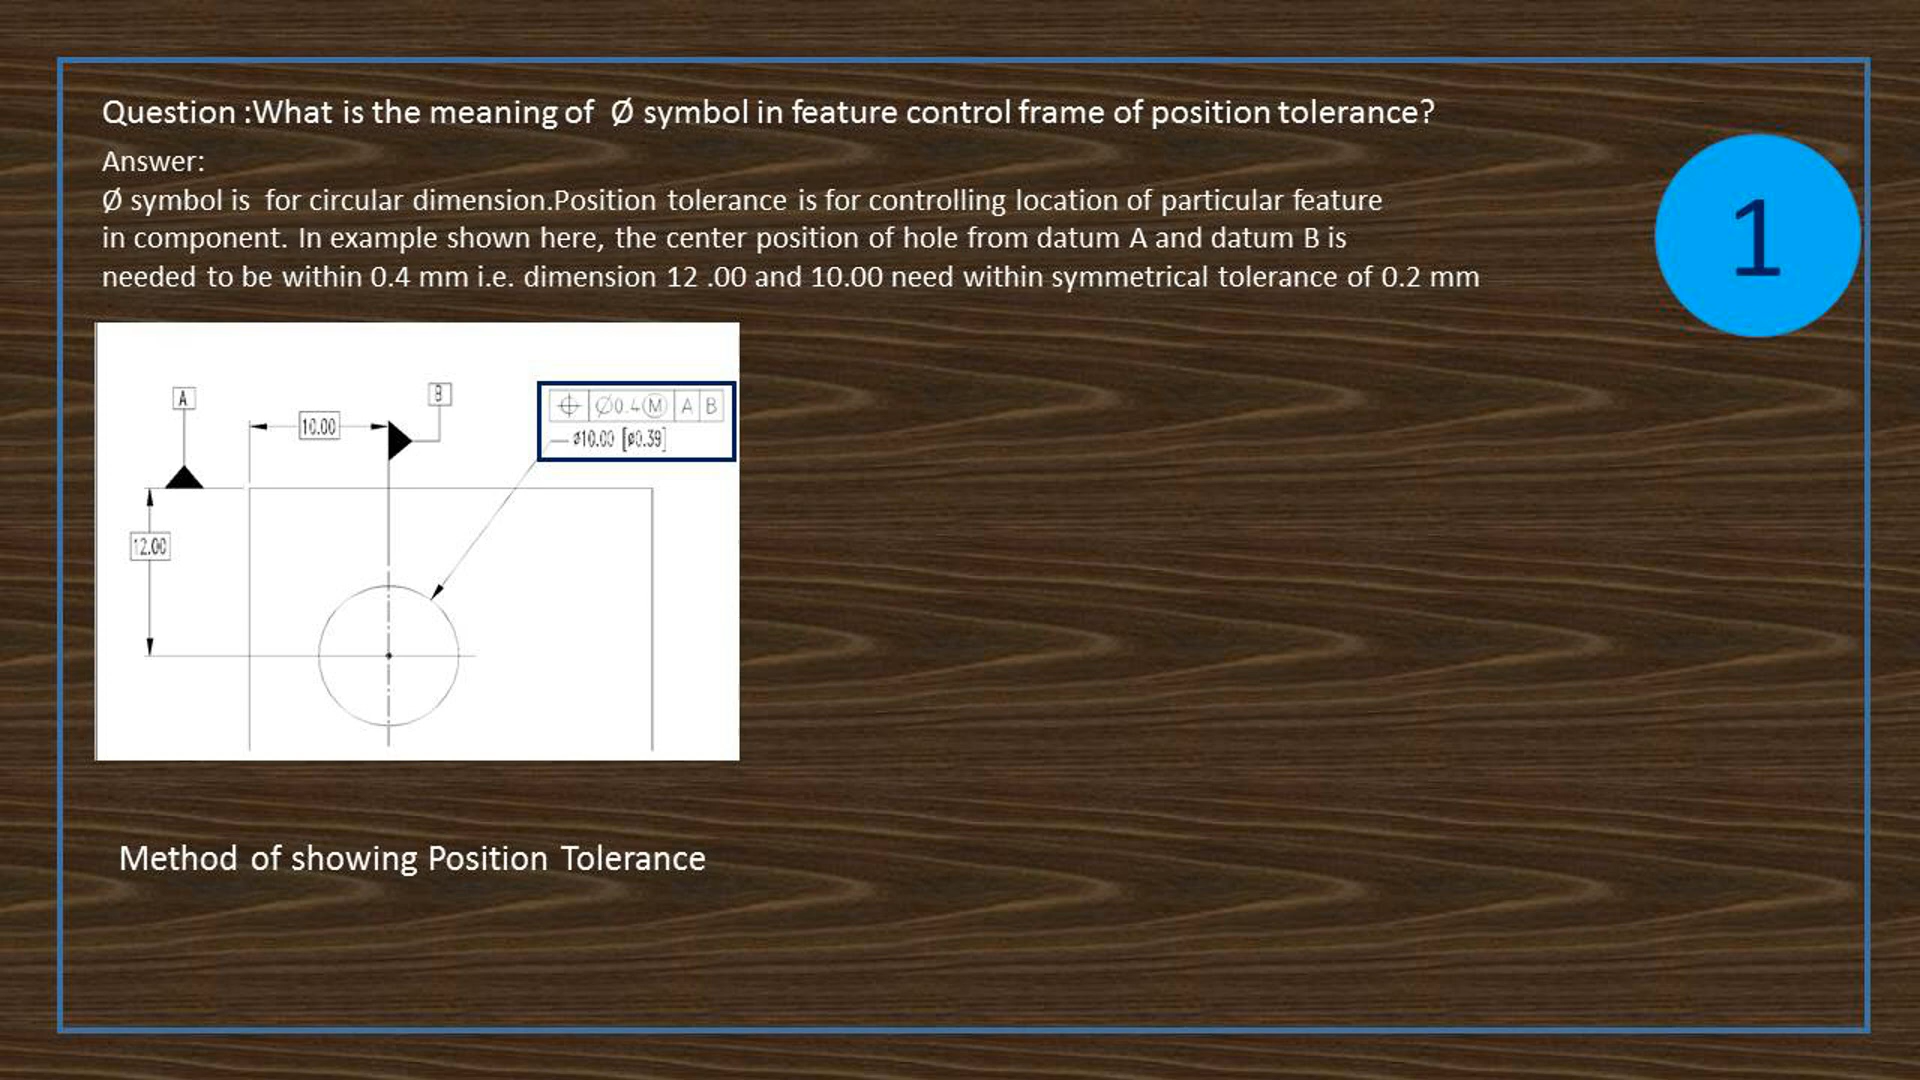 Question :What is the meaning of Ø symbol in feature control frame of position tolerance?
Answer:
Ø symbol is for circular dimension.Position tolerance is for controlling location of particular feature
in component. In example shown here, the center position of hole from datum A and datum B is
needed to be within 0.4 mm i.e. dimension 12 .00 and 10.00 need within symmetrical tolerance of 0.2 mm
1
A
B
10.00
⌖ Ø0.4Ⓜ A B
ø10.00 [ø0.39]
12.00
Method of showing Position Tolerance